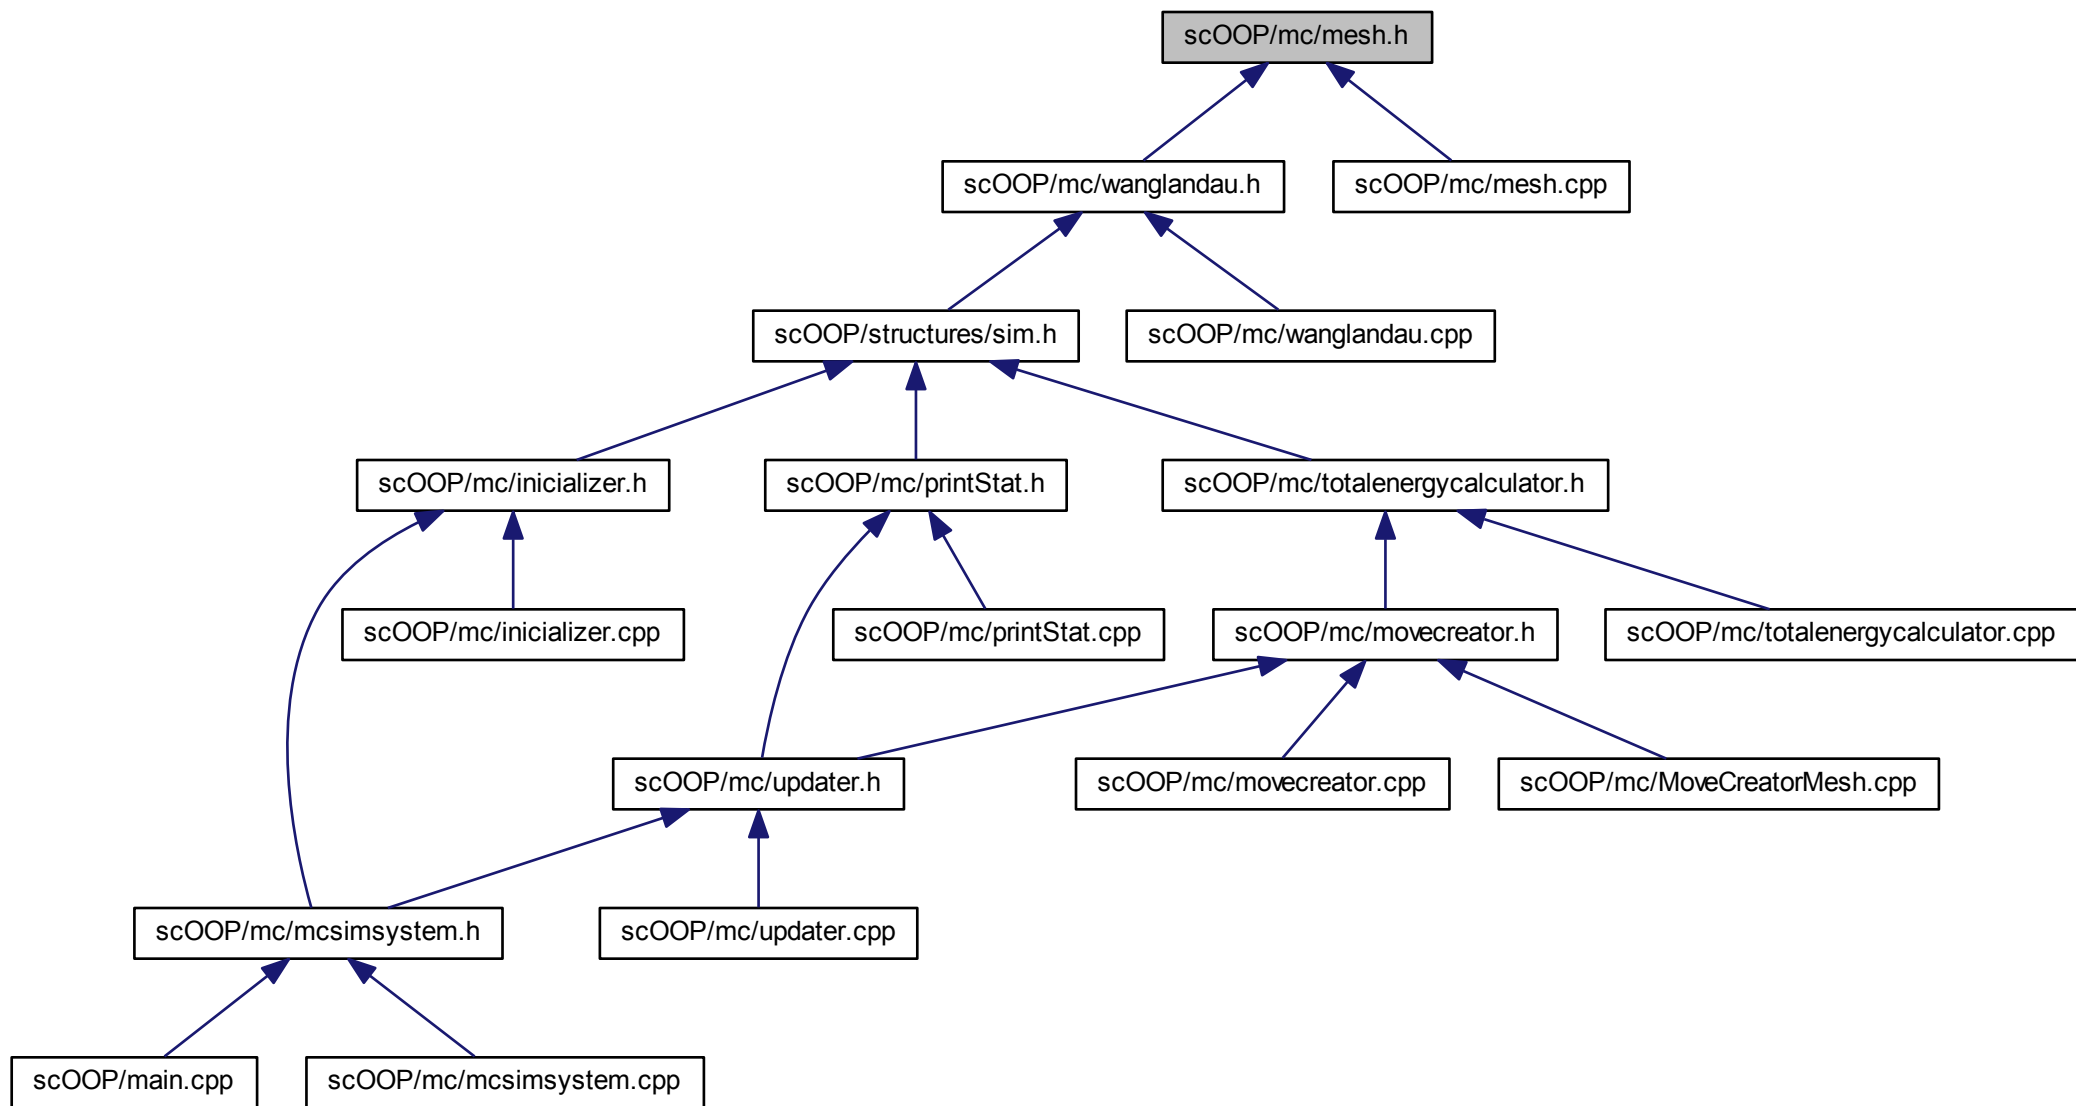 scOOP/mc/mesh.h
scOOP/mc/wanglandau.h
scOOP/mc/mesh.cpp
scOOP/structures/sim.h
scOOP/mc/wanglandau.cpp
scOOP/mc/inicializer.h
scOOP/mc/printStat.h
scOOP/mc/totalenergycalculator.h
scOOP/mc/inicializer.cpp
scOOP/mc/printStat.cpp
scOOP/mc/movecreator.h
scOOP/mc/totalenergycalculator.cpp
scOOP/mc/updater.h
scOOP/mc/movecreator.cpp
scOOP/mc/MoveCreatorMesh.cpp
scOOP/mc/mcsimsystem.h
scOOP/mc/updater.cpp
scOOP/main.cpp
scOOP/mc/mcsimsystem.cpp